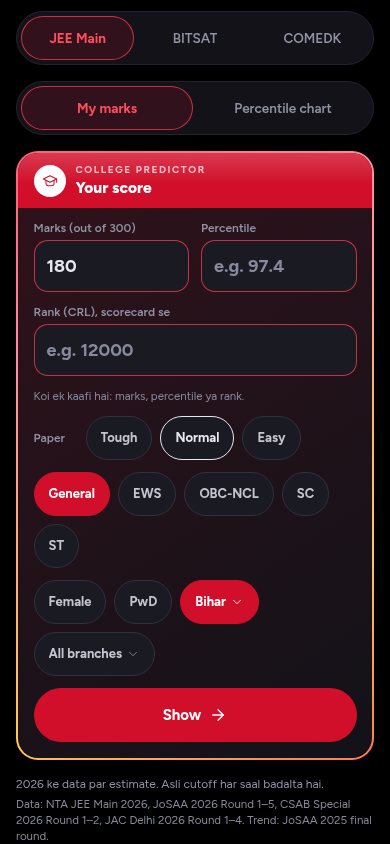 JEE Main BITSAT COMEDK
My marks Percentile chart
COLLEGE PREDICTOR
Your score
Marks (out of 300) Percentile
180 e.g. 97.4
Rank (CRL), scorecard se
e.g. 12000
Koi ek kaafi hai: marks, percentile ya rank.
Paper Tough Normal Easy
General EWS OBC-NCL SC
ST
Female PwD Bihar
All branches
Show →
2026 ke data par estimate. Asli cutoff har saal badalta hai.
Data: NTA JEE Main 2026, JoSAA 2026 Round 1–5, CSAB Special
2026 Round 1–2, JAC Delhi 2026 Round 1–4. Trend: JoSAA 2025 final
round.